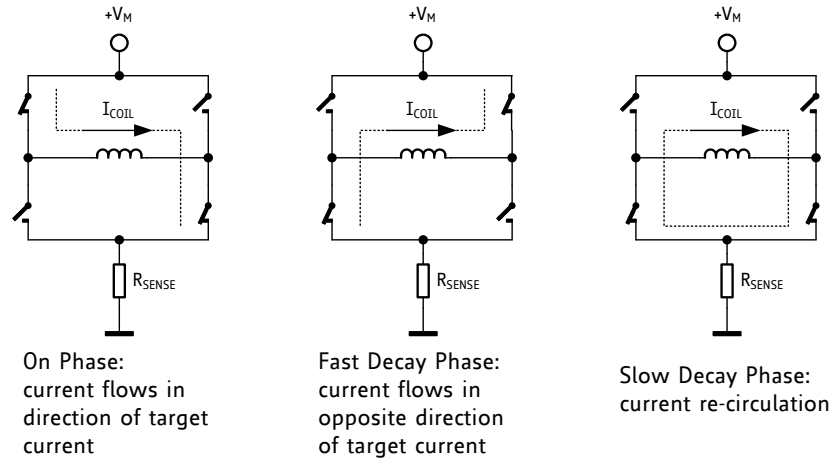 +VM
ICOIL
RSENSE
On Phase:
current flows in
direction of target
current
+VM
ICOIL
RSENSE
Fast Decay Phase:
current flows in
opposite direction
of target current
+VM
ICOIL
RSENSE
Slow Decay Phase:
current re-circulation